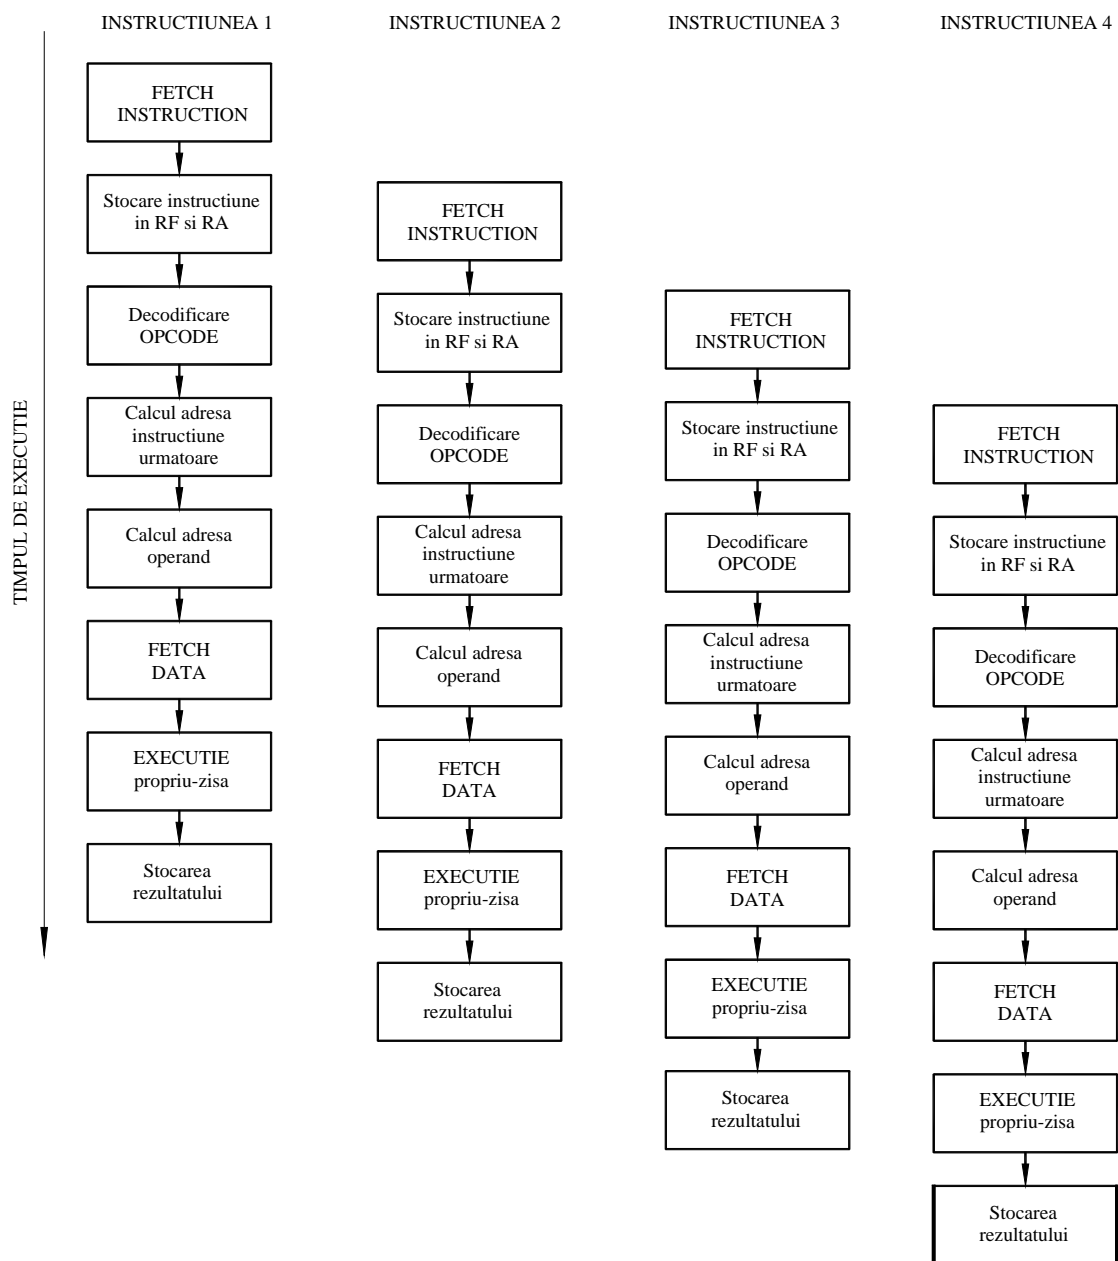 INSTRUCTIUNEA 1
INSTRUCTIUNEA 2
INSTRUCTIUNEA 3
INSTRUCTIUNEA 4
TIMPUL DE EXECUTIE
FETCH
INSTRUCTION
Stocare instructiune
in RF si RA
Decodificare
OPCODE
Calcul adresa
instructiune
urmatoare
Calcul adresa
operand
FETCH
DATA
EXECUTIE
propriu-zisa
Stocarea
rezultatului
FETCH
INSTRUCTION
Stocare instructiune
in RF si RA
Decodificare
OPCODE
Calcul adresa
instructiune
urmatoare
Calcul adresa
operand
FETCH
DATA
EXECUTIE
propriu-zisa
Stocarea
rezultatului
FETCH
INSTRUCTION
Stocare instructiune
in RF si RA
Decodificare
OPCODE
Calcul adresa
instructiune
urmatoare
Calcul adresa
operand
FETCH
DATA
EXECUTIE
propriu-zisa
Stocarea
rezultatului
FETCH
INSTRUCTION
Stocare instructiune
in RF si RA
Decodificare
OPCODE
Calcul adresa
instructiune
urmatoare
Calcul adresa
operand
FETCH
DATA
EXECUTIE
propriu-zisa
Stocarea
rezultatului